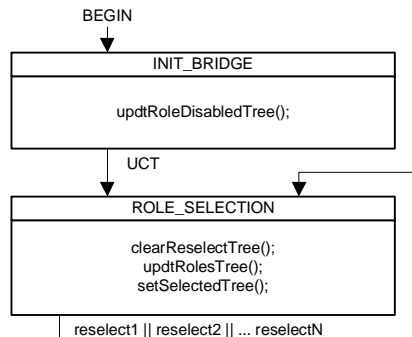 BEGIN
INIT_BRIDGE
updtRoleDisabledTree();
UCT
ROLE_SELECTION
clearReselectTree();
updtRolesTree();
setSelectedTree();
reselect1 || reselect2 || ... reselectN